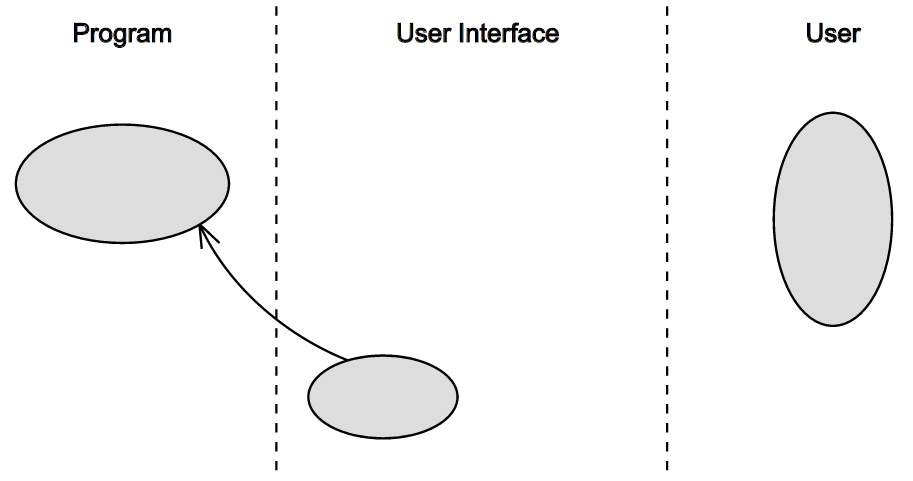 Program
User Interface
User